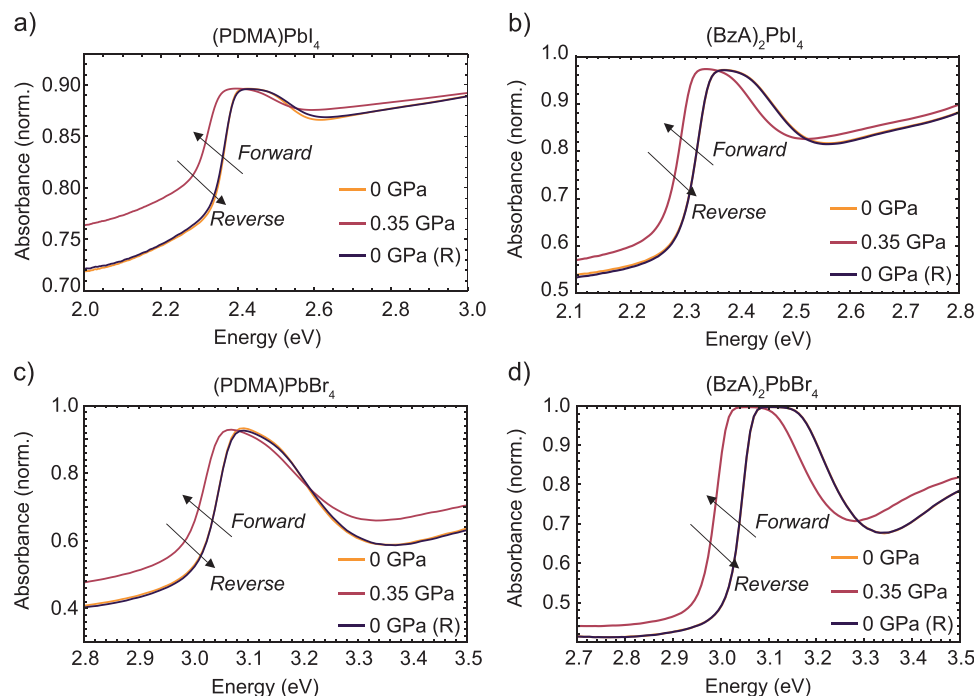 a)
(PDMA)PbI4
Absorbance (norm.)
0.90
0.85
0.80
0.75
0.70
Forward
Reverse
0 GPa
0.35 GPa
0 GPa (R)
2.0 2.2 2.4 2.6 2.8 3.0
Energy (eV)
b)
(BzA)2PbI4
Absorbance (norm.)
1.0
0.9
0.8
0.7
0.6
0.5
Forward
Reverse
0 GPa
0.35 GPa
0 GPa (R)
2.1 2.2 2.3 2.4 2.5 2.6 2.7 2.8
Energy (eV)
c)
(PDMA)PbBr4
Absorbance (norm.)
1.0
0.8
0.6
0.4
Forward
Reverse
0 GPa
0.35 GPa
0 GPa (R)
2.8 2.9 3.0 3.1 3.2 3.3 3.4 3.5
Energy (eV)
d)
(BzA)2PbBr4
Absorbance (norm.)
1.0
0.9
0.8
0.7
0.6
0.5
Forward
Reverse
0 GPa
0.35 GPa
0 GPa (R)
2.7 2.8 2.9 3.0 3.1 3.2 3.3 3.4 3.5
Energy (eV)